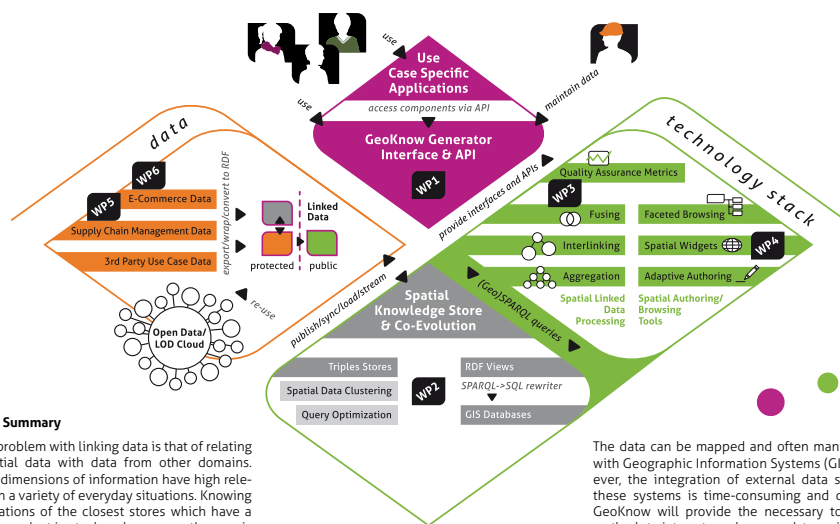 use
Use
Case Specific
Applications
maintain data
use
access components via API
GeoKnow Generator
Interface & API
WP1
provide interfaces and APIs
data
WP6
WP5
E-Commerce Data
Supply Chain Management Data
3rd Party Use Case Data
export/wrap/convert to RDF
Linked
Data
protected
public
re-use
Open Data/
LOD Cloud
publish/sync/load/stream
technology stack
Quality Assurance Metrics
WP3
Fusing
Interlinking
Aggregation
Spatial Linked
Data
Processing
Faceted Browsing
Spatial Widgets
WP4
Adaptive Authoring
Spatial Authoring/
Browsing
Tools
(Geo)SPARQL queries
Spatial
Knowledge Store
& Co-Evolution
Triples Stores
Spatial Data Clustering
Query Optimization
WP2
RDF Views
SPARQL->SQL rewriter
GIS Databases
Summary
problem with linking data is that of relating
tial data with data from other domains.
dimensions of information have high rele-
n a variety of everyday situations. Knowing
ations of the closest stores which have a
The data can be mapped and often man
with Geographic Information Systems (GI
ever, the integration of external data s
these systems is time-consuming and c
GeoKnow will provide the necessary to